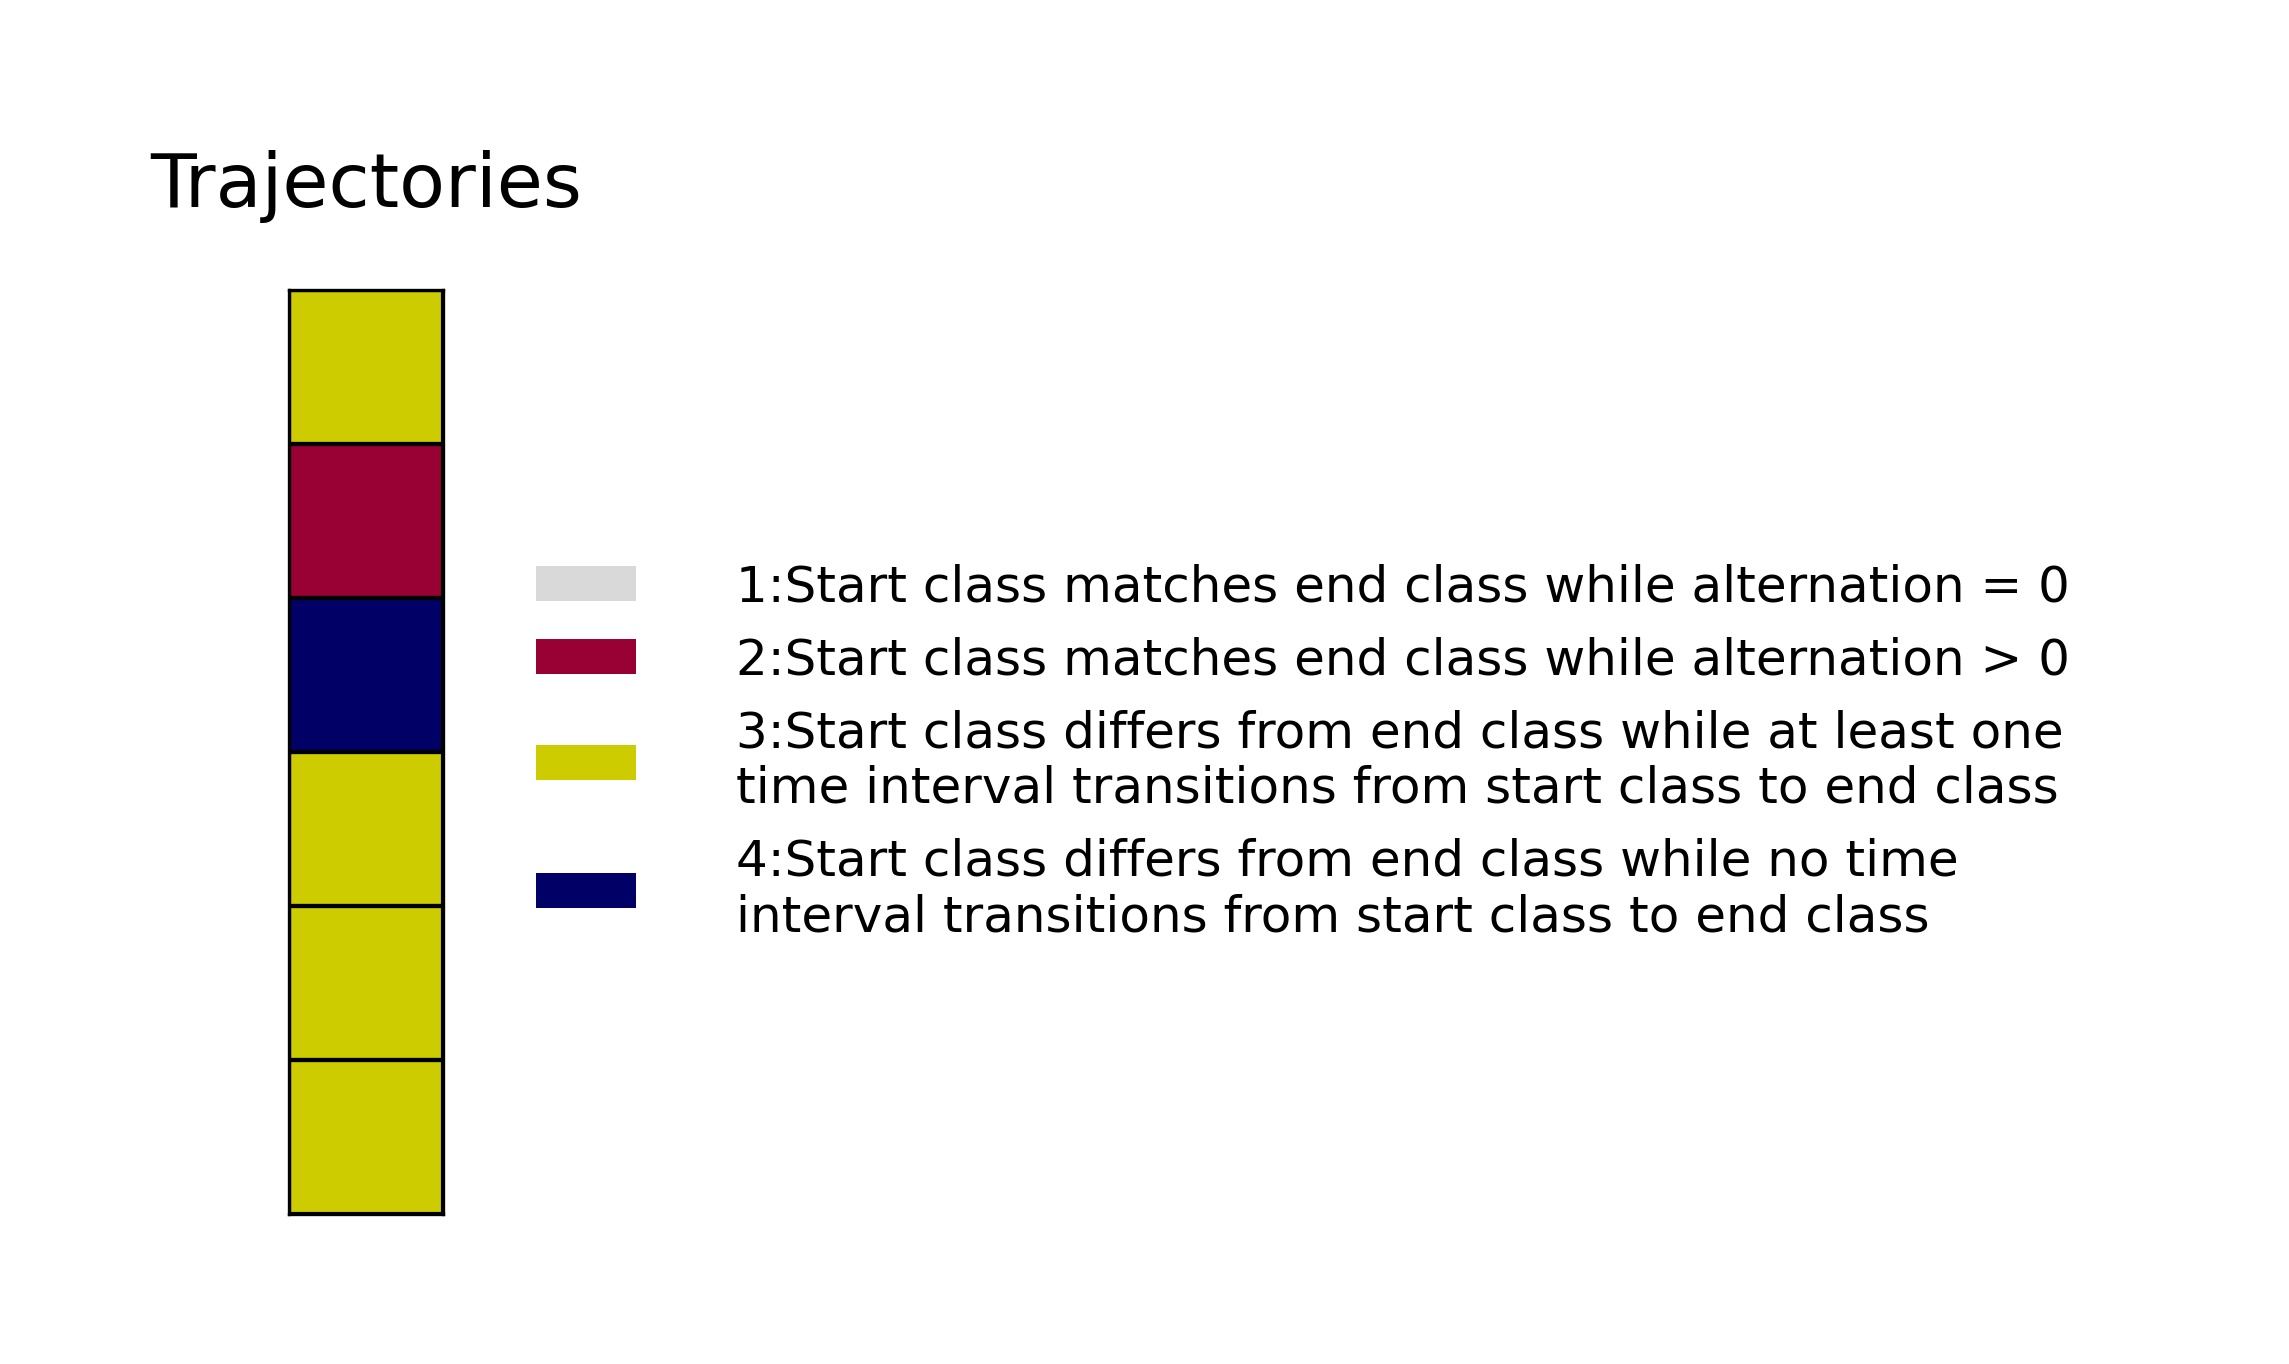 Trajectories
1:Start class matches end class while alternation = 0
2:Start class matches end class while alternation > 0
3:Start class differs from end class while at least one
time interval transitions from start class to end class
4:Start class differs from end class while no time
interval transitions from start class to end class